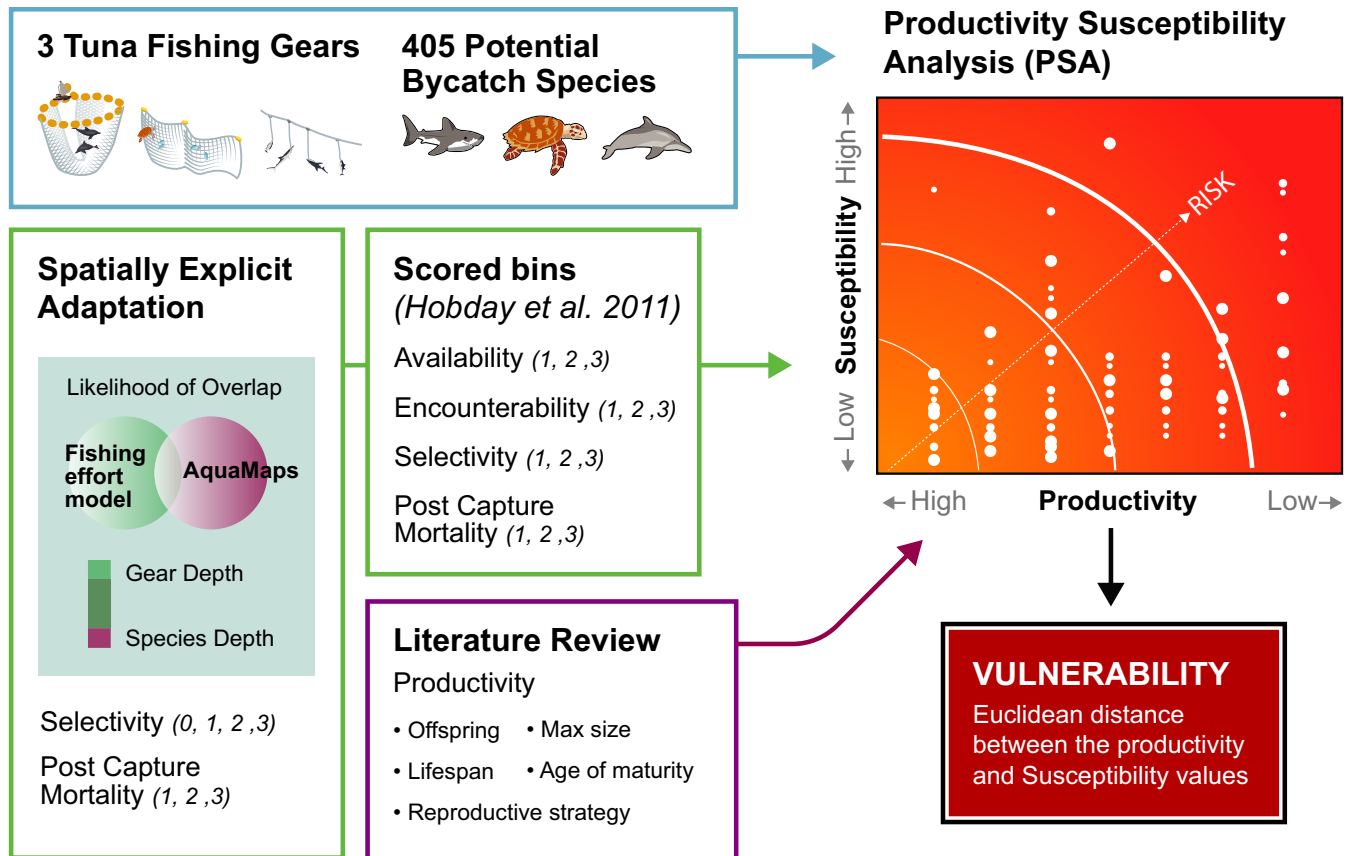 3 Tuna Fishing Gears
405 Potential
Bycatch Species
Spatially Explicit
Adaptation
Likelihood of Overlap
Fishing
effort
model
AquaMaps
Gear Depth
Species Depth
Selectivity (0, 1, 2 ,3)
Post Capture
Mortality (1, 2 ,3)
Scored bins
(Hobday et al. 2011)
Availability (1, 2 ,3)
Encounterability (1, 2 ,3)
Selectivity (1, 2 ,3)
Post Capture
Mortality (1, 2 ,3)
Literature Review
Productivity
• Offspring • Max size
• Lifespan • Age of maturity
• Reproductive strategy
Productivity Susceptibility
Analysis (PSA)
←Low Susceptibility High→
RISK
←High Productivity Low→
VULNERABILITY
Euclidean distance
between the productivity
and Susceptibility values